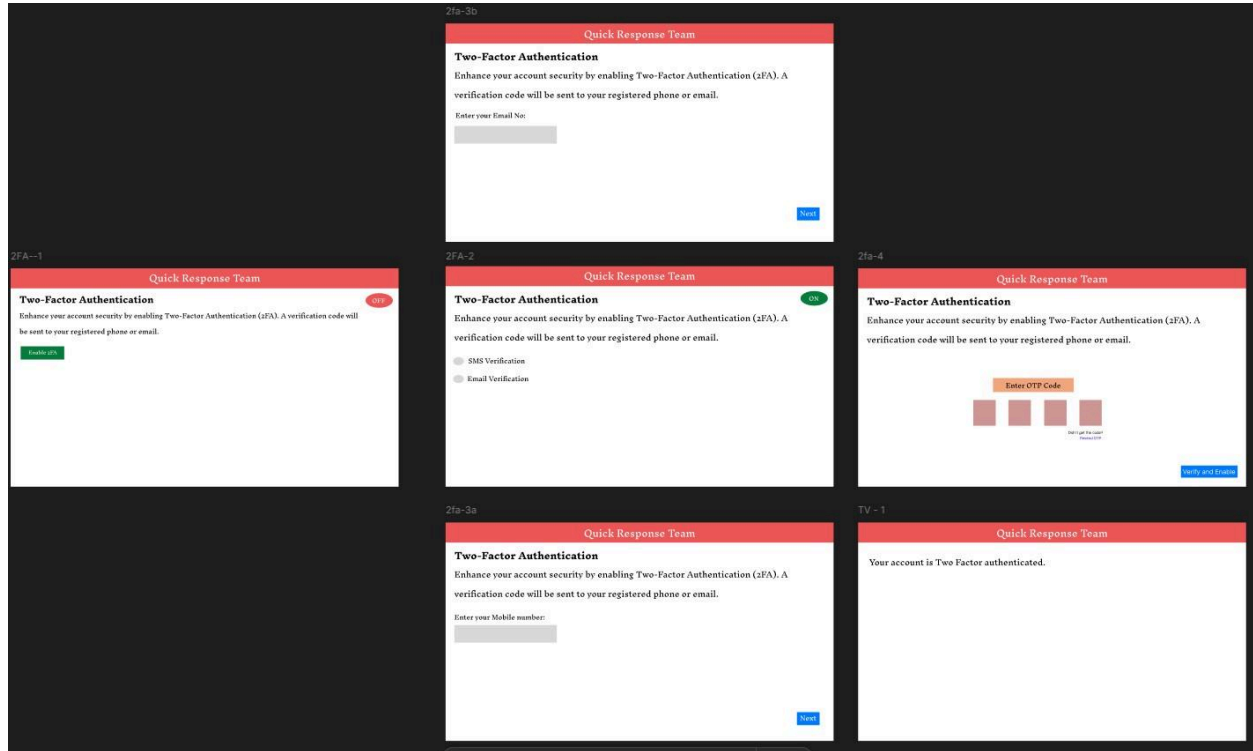 2fa-3b
Quick Response Team
Two-Factor Authentication
Enhance your account security by enabling Two-Factor Authentication (2FA). A
verification code will be sent to your registered phone or email.
Enter your Email No:
Next
2FA--1
Quick Response Team
Two-Factor Authentication
OFF
Enhance your account security by enabling Two-Factor Authentication (2FA). A verification code will
be sent to your registered phone or email.
Enable 2FA
2FA-2
Quick Response Team
Two-Factor Authentication
ON
Enhance your account security by enabling Two-Factor Authentication (2FA). A
verification code will be sent to your registered phone or email.
SMS Verification
Email Verification
2fa-4
Quick Response Team
Two-Factor Authentication
Enhance your account security by enabling Two-Factor Authentication (2FA). A
verification code will be sent to your registered phone or email.
Enter OTP Code
Didn't get the code?
Resend OTP
Verify and Enable
2fa-3a
Quick Response Team
Two-Factor Authentication
Enhance your account security by enabling Two-Factor Authentication (2FA). A
verification code will be sent to your registered phone or email.
Enter your Mobile number:
Next
TV - 1
Quick Response Team
Your account is Two Factor authenticated.